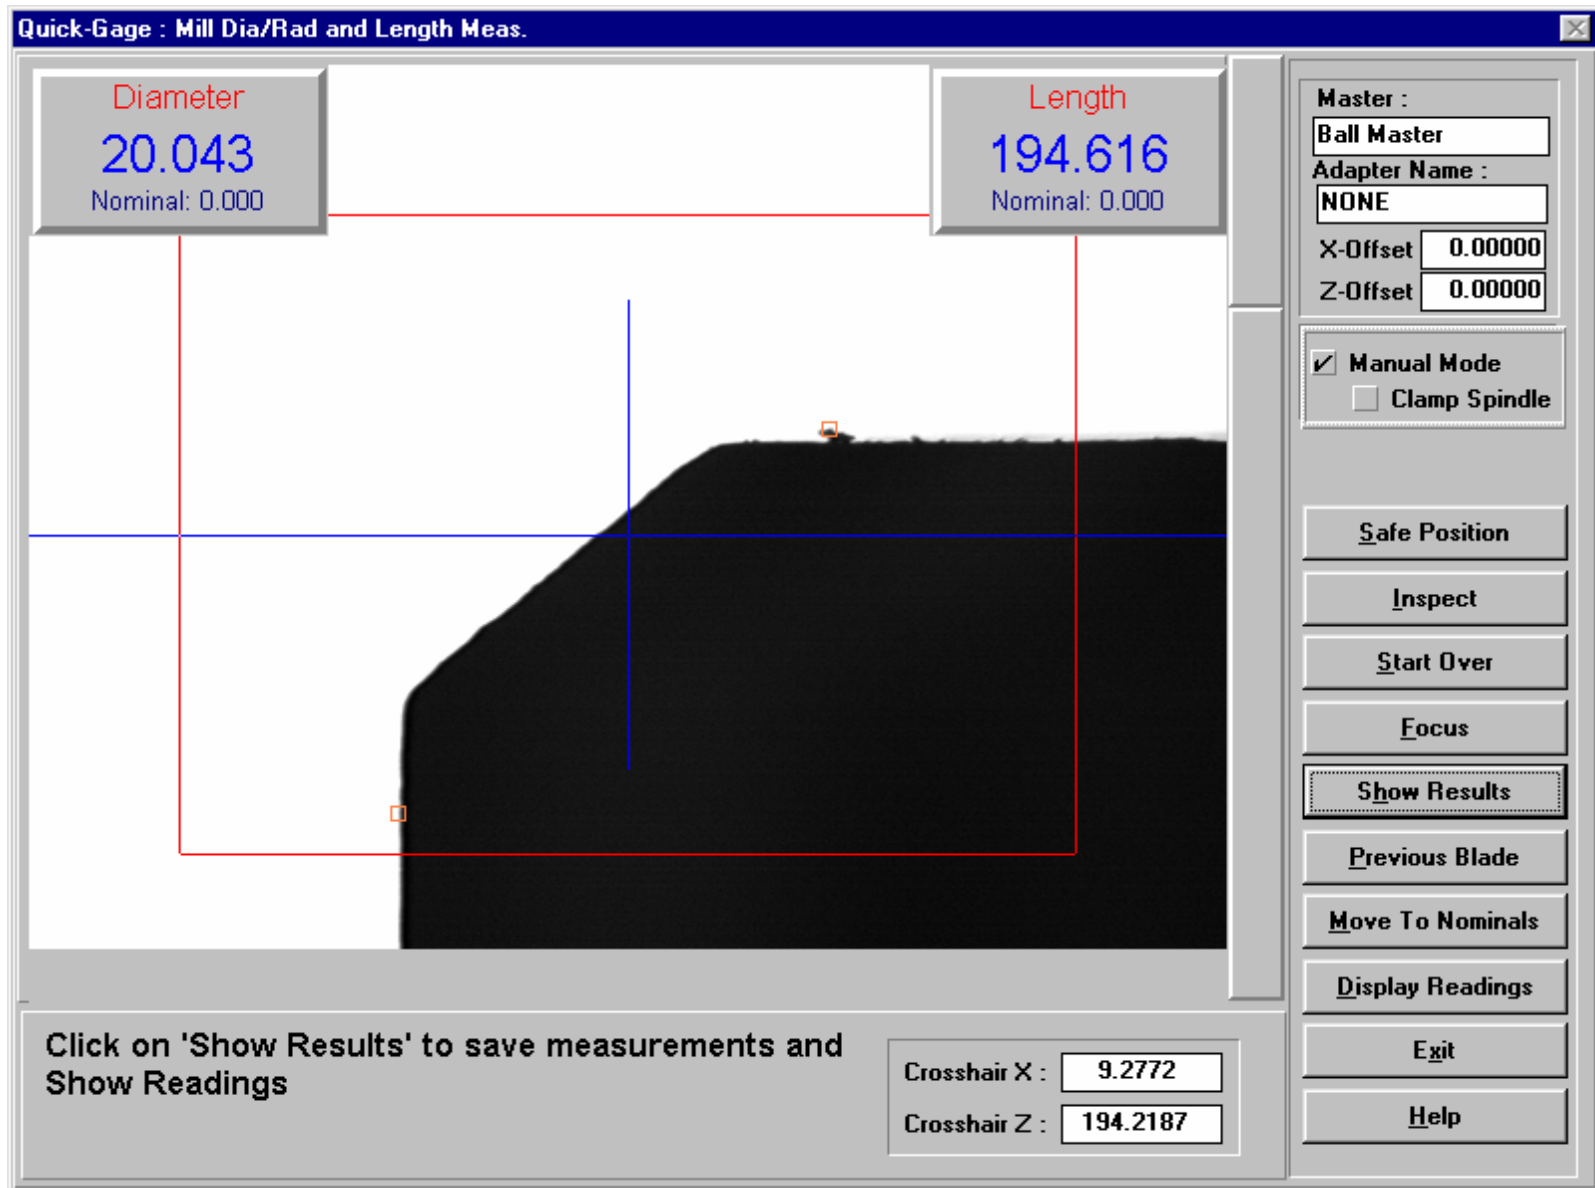 Quick-Gage : Mill Dia/Rad and Length Meas.
Diameter
20.043
Nominal: 0.000
Length
194.616
Nominal: 0.000
Master :
Ball Master
Adapter Name :
NONE
X-Offset 0.00000
Z-Offset 0.00000
Manual Mode
Clamp Spindle
Safe Position
Inspect
Start Over
Focus
Show Results
Previous Blade
Move To Nominals
Display Readings
Exit
Help
Click on 'Show Results' to save measurements and
Show Readings
Crosshair X : 9.2772
Crosshair Z : 194.2187